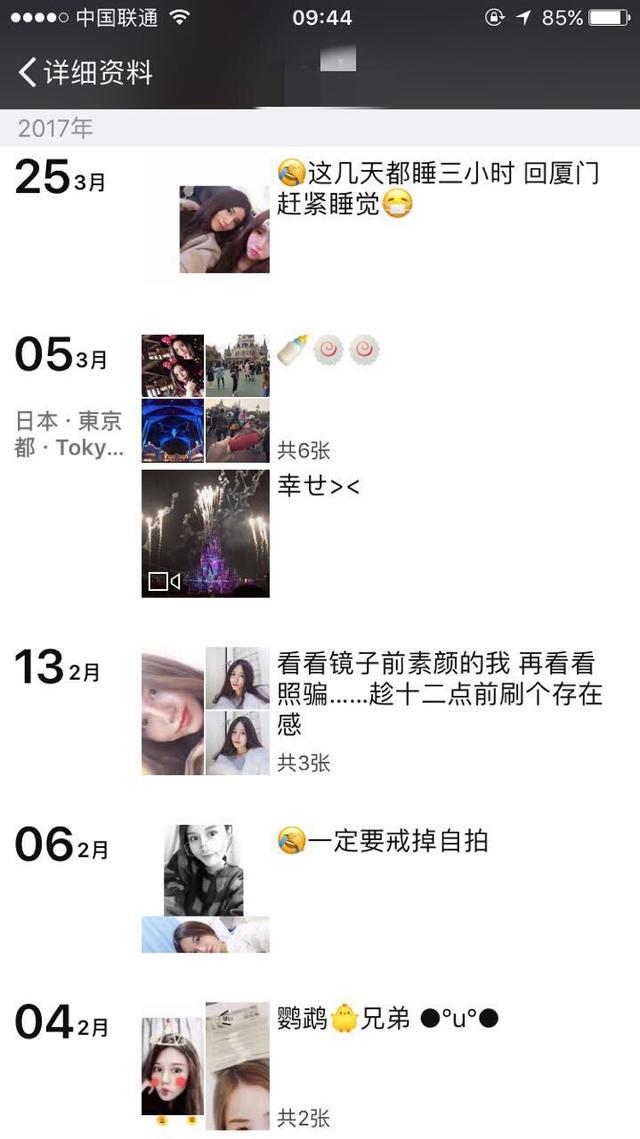 中国联通
09:44
85%
详细资料
2017年
25 3月
🤣这几天都睡三小时 回厦门
赶紧睡觉😷
05 3月
🍼🍥🍥
日本 · 東京
都 · Toky...
共6张
幸せ><
13 2月
看看镜子前素颜的我 再看看
照骗......趁十二点前刷个存在
感
共3张
06 2月
🤣一定要戒掉自拍
04 2月
鹦鹉🐥兄弟 ●°u°●
共2张